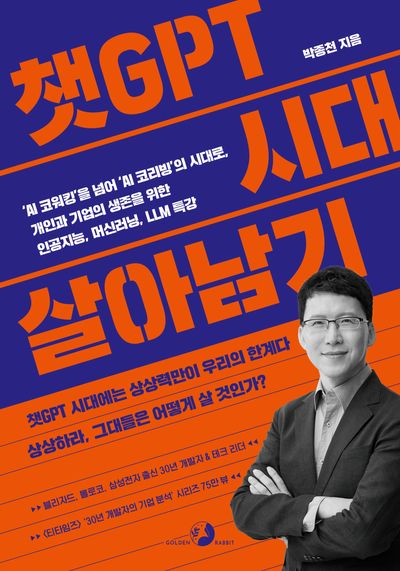 챗GPT
박종천 지음
시대
'AI 코워킹'을 넘어 'AI 코리빙'의 시대로,
개인과 기업의 생존을 위한
인공지능, 머신러닝, LLM 특강
살아남기
챗GPT 시대에는 상상력만이 우리의 한계다
상상하라, 그대들은 어떻게 살 것인가?
▶▶ 블리자드, 몰로코, 삼성전자 출신 30년 개발자 & 테크 리더 ◀◀
▶▶ 〈티타임즈〉 '30년 개발자의 기업 분석' 시리즈 75만 뷰 ◀◀
GOLDEN RABBIT